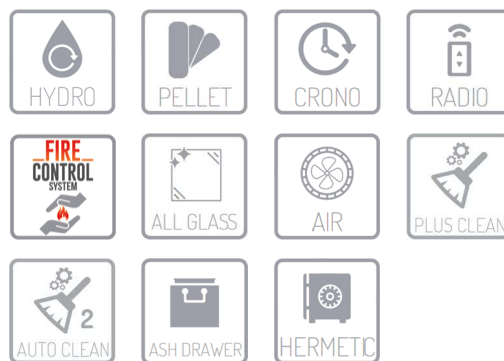 HYDRO
PELLET
CRONO
RADIO
FIRE
CONTROL
SYSTEM
ALL GLASS
AIR
PLUS CLEAN
2
AUTO CLEAN
ASH DRAWER
HERMETIC